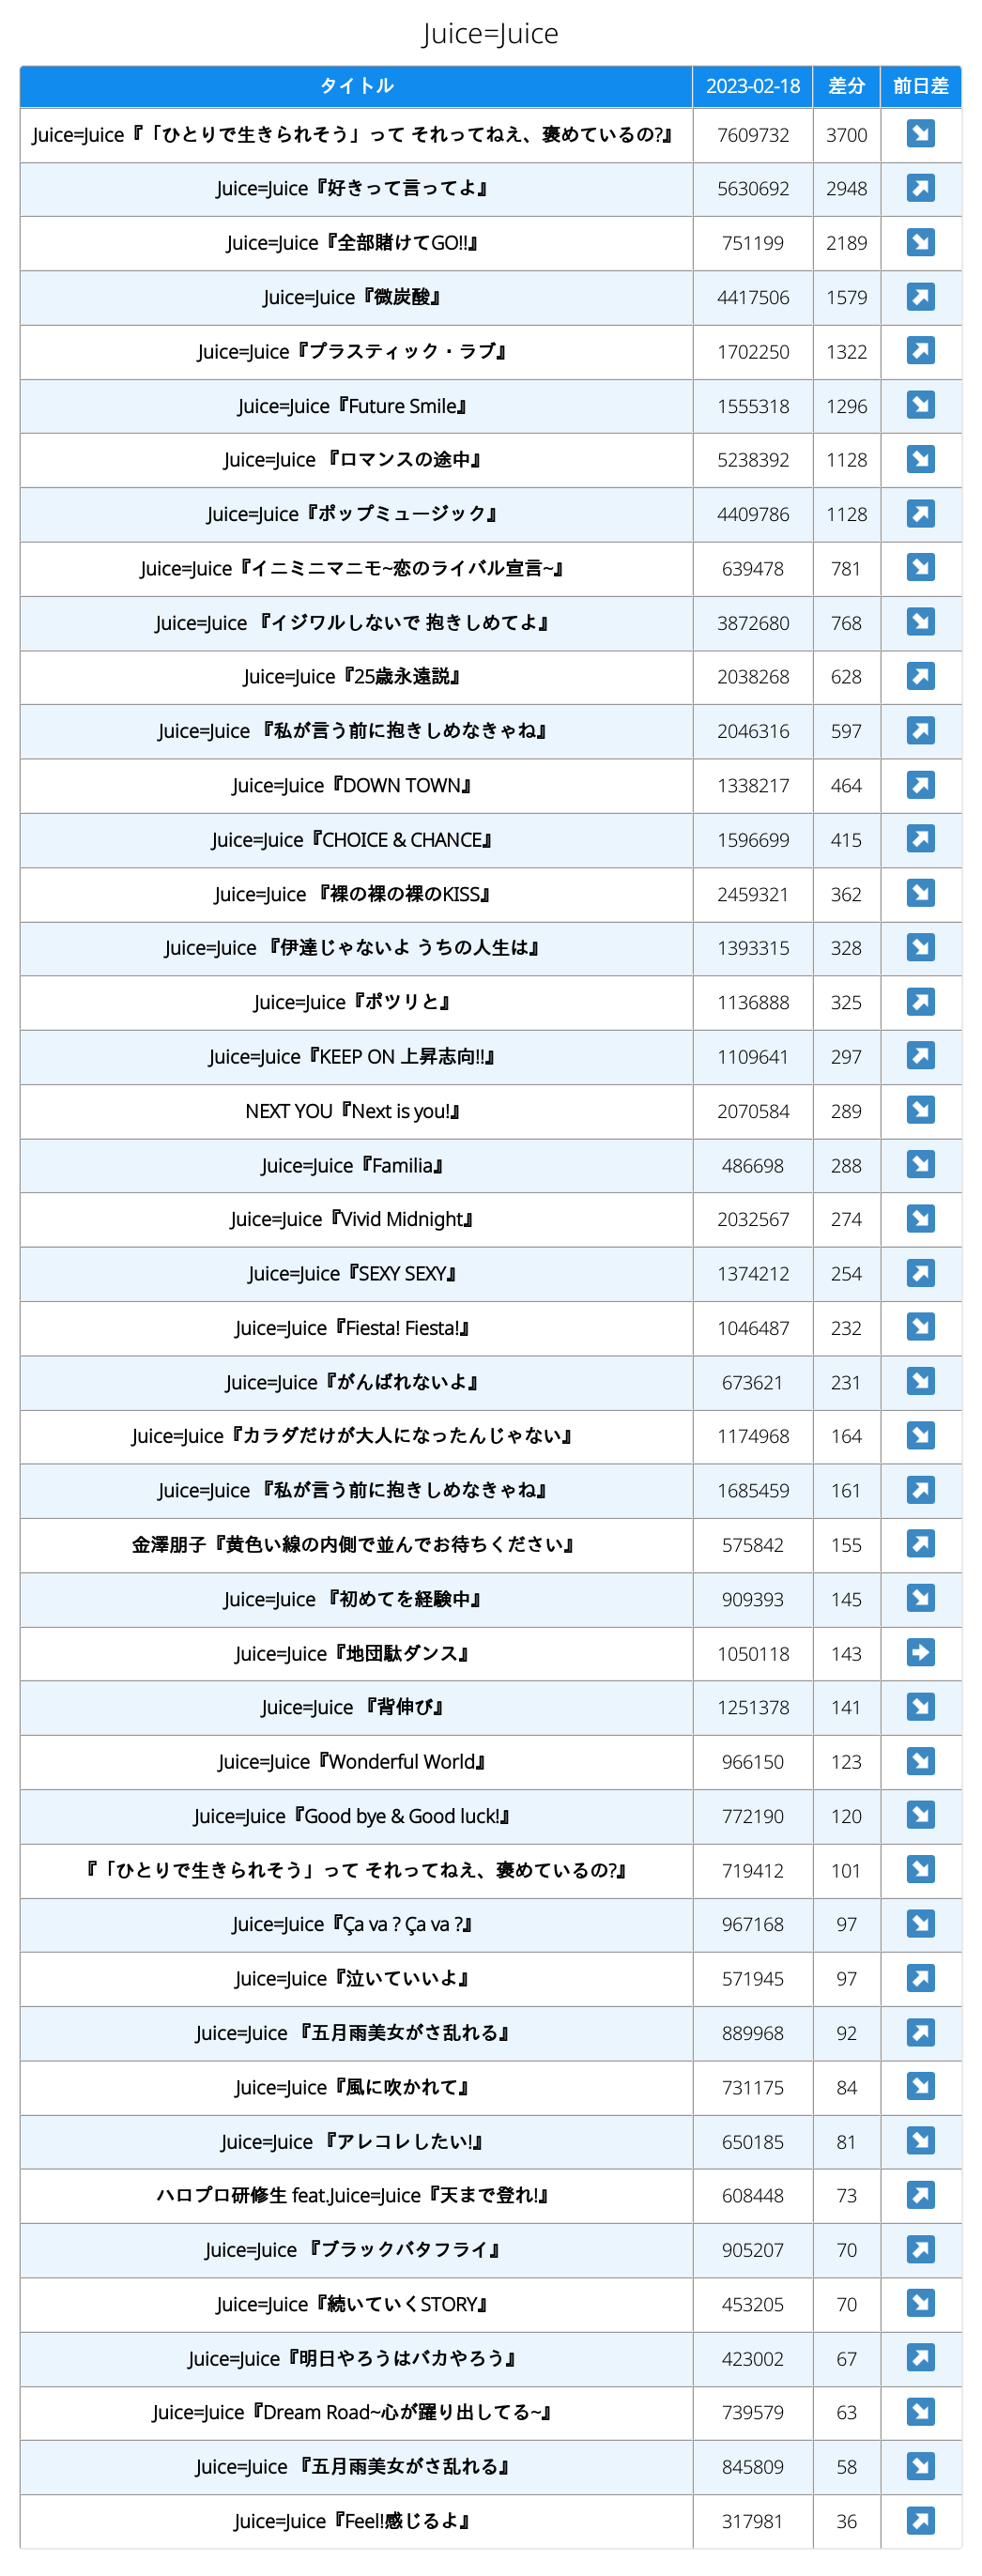 Juice=Juice
タイトル 2023-02-18 差分 前日差
Juice=Juice『「ひとりで生きられそう」って それってねえ、褒めているの?』 7609732 3700 ↘
Juice=Juice『好きって言ってよ』 5630692 2948 ↗
Juice=Juice『全部賭けてGO!!』 751199 2189 ↘
Juice=Juice『微炭酸』 4417506 1579 ↗
Juice=Juice『プラスティック・ラブ』 1702250 1322 ↗
Juice=Juice『Future Smile』 1555318 1296 ↘
Juice=Juice 『ロマンスの途中』 5238392 1128 ↘
Juice=Juice『ポップミュージック』 4409786 1128 ↗
Juice=Juice『イニミニマニモ~恋のライバル宣言~』 639478 781 ↘
Juice=Juice 『イジワルしないで 抱きしめてよ』 3872680 768 ↘
Juice=Juice『25歳永遠説』 2038268 628 ↗
Juice=Juice 『私が言う前に抱きしめなきゃね』 2046316 597 ↗
Juice=Juice『DOWN TOWN』 1338217 464 ↗
Juice=Juice『CHOICE & CHANCE』 1596699 415 ↗
Juice=Juice 『裸の裸の裸のKISS』 2459321 362 ↘
Juice=Juice 『伊達じゃないよ うちの人生は』 1393315 328 ↘
Juice=Juice『ポツリと』 1136888 325 ↗
Juice=Juice『KEEP ON 上昇志向!!』 1109641 297 ↗
NEXT YOU『Next is you!』 2070584 289 ↘
Juice=Juice『Familia』 486698 288 ↘
Juice=Juice『Vivid Midnight』 2032567 274 ↘
Juice=Juice『SEXY SEXY』 1374212 254 ↗
Juice=Juice『Fiesta! Fiesta!』 1046487 232 ↘
Juice=Juice『がんばれないよ』 673621 231 ↘
Juice=Juice『カラダだけが大人になったんじゃない』 1174968 164 ↘
Juice=Juice 『私が言う前に抱きしめなきゃね』 1685459 161 ↗
金澤朋子『黄色い線の内側で並んでお待ちください』 575842 155 ↗
Juice=Juice 『初めてを経験中』 909393 145 ↘
Juice=Juice『地団駄ダンス』 1050118 143 →
Juice=Juice 『背伸び』 1251378 141 ↘
Juice=Juice『Wonderful World』 966150 123 ↘
Juice=Juice『Good bye & Good luck!』 772190 120 ↘
『「ひとりで生きられそう」って それってねえ、褒めているの?』 719412 101 ↘
Juice=Juice『Ça va ? Ça va ?』 967168 97 ↘
Juice=Juice『泣いていいよ』 571945 97 ↗
Juice=Juice 『五月雨美女がさ乱れる』 889968 92 ↗
Juice=Juice『風に吹かれて』 731175 84 ↘
Juice=Juice 『アレコレしたい!』 650185 81 ↘
ハロプロ研修生 feat.Juice=Juice『天まで登れ!』 608448 73 ↗
Juice=Juice 『ブラックバタフライ』 905207 70 ↗
Juice=Juice『続いていくSTORY』 453205 70 ↘
Juice=Juice『明日やろうはバカやろう』 423002 67 ↗
Juice=Juice『Dream Road~心が躍り出してる~』 739579 63 ↘
Juice=Juice 『五月雨美女がさ乱れる』 845809 58 ↘
Juice=Juice『Feel!感じるよ』 317981 36 ↗